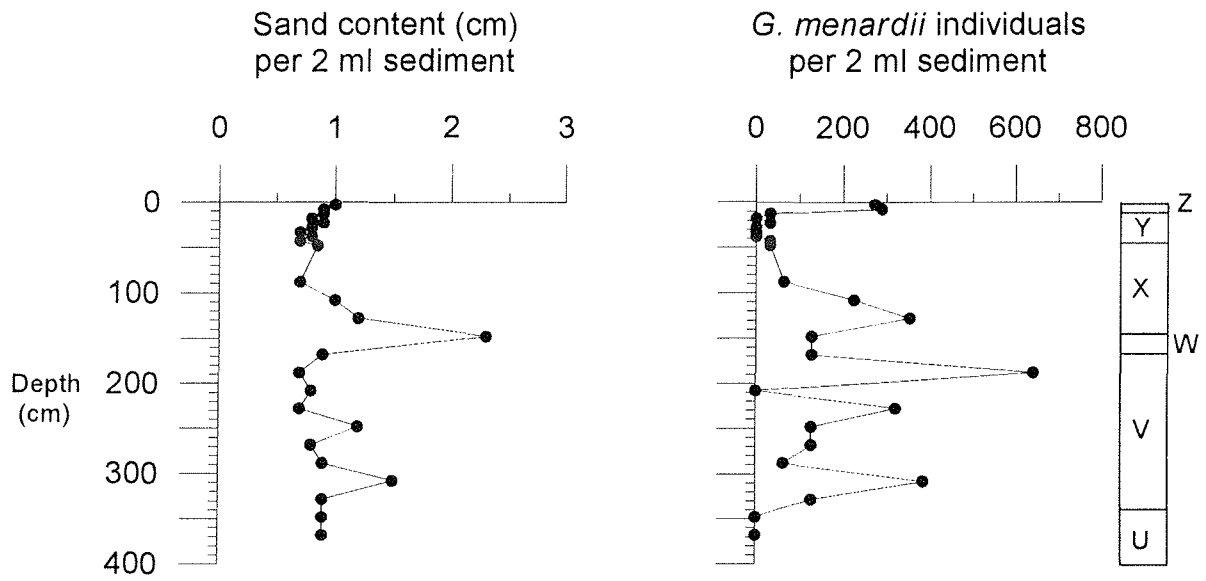 Sand content (cm)
per 2 ml sediment
0 1 2 3
G. menardii individuals
per 2 ml sediment
0 200 400 600 800
Depth
(cm)
0
100
200
300
400
Z
Y
X
W
V
U